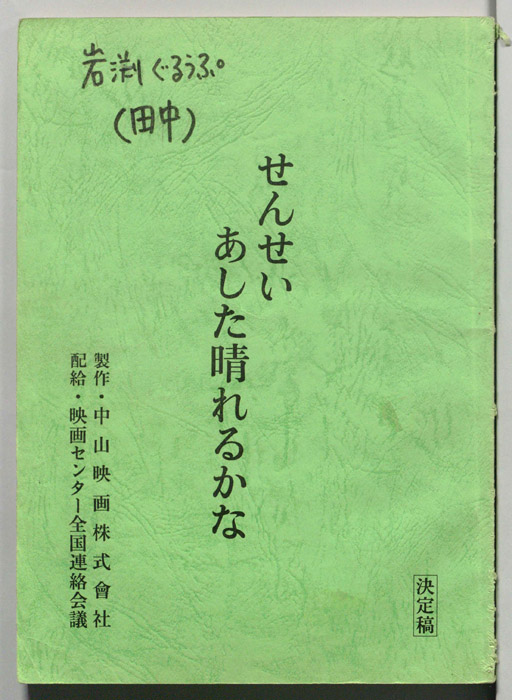 岩渕ぐるうぷ。
(田中)
せんせい
あした晴れるかな
製作・中山映画株式會社
配給・映画センター全国連絡会議
決定稿